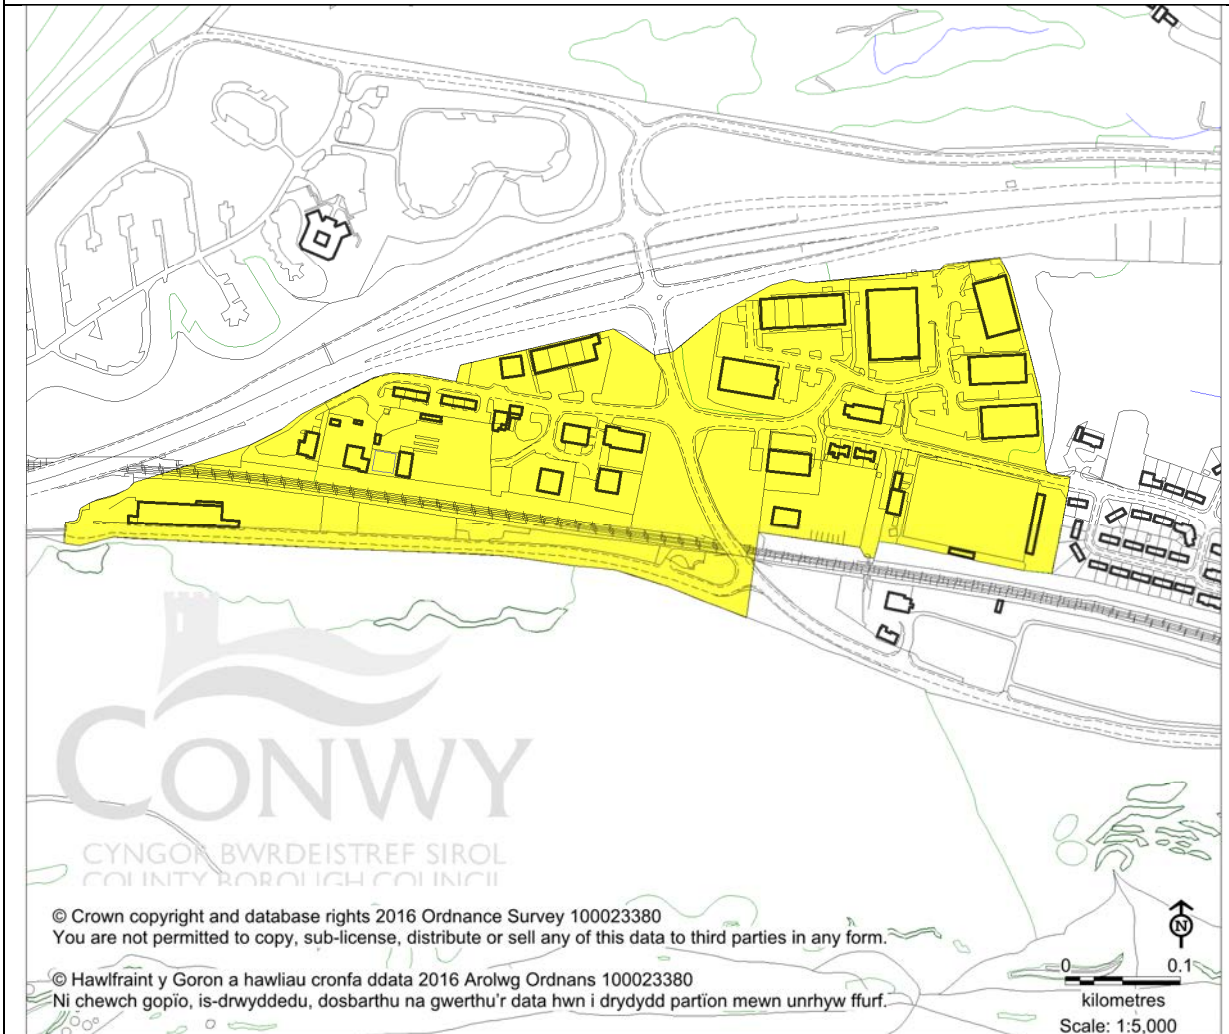 CONWY
CYNGOR BWRDEISTREF SIROL
COUNTY BOROUGH COUNCIL
© Crown copyright and database rights 2016 Ordnance Survey 100023380
You are not permitted to copy, sub-license, distribute or sell any of this data to third parties in any form.
© Hawlfraint y Goron a hawliau cronfa ddata 2016 Arolwg Ordnans 100023380
Ni chewch gopïo, is-drwyddedu, dosbarthu na gwerthu'r data hwn i drydydd partïon mewn unrhyw ffurf.
N
0 0.1
kilometres
Scale: 1:5,000